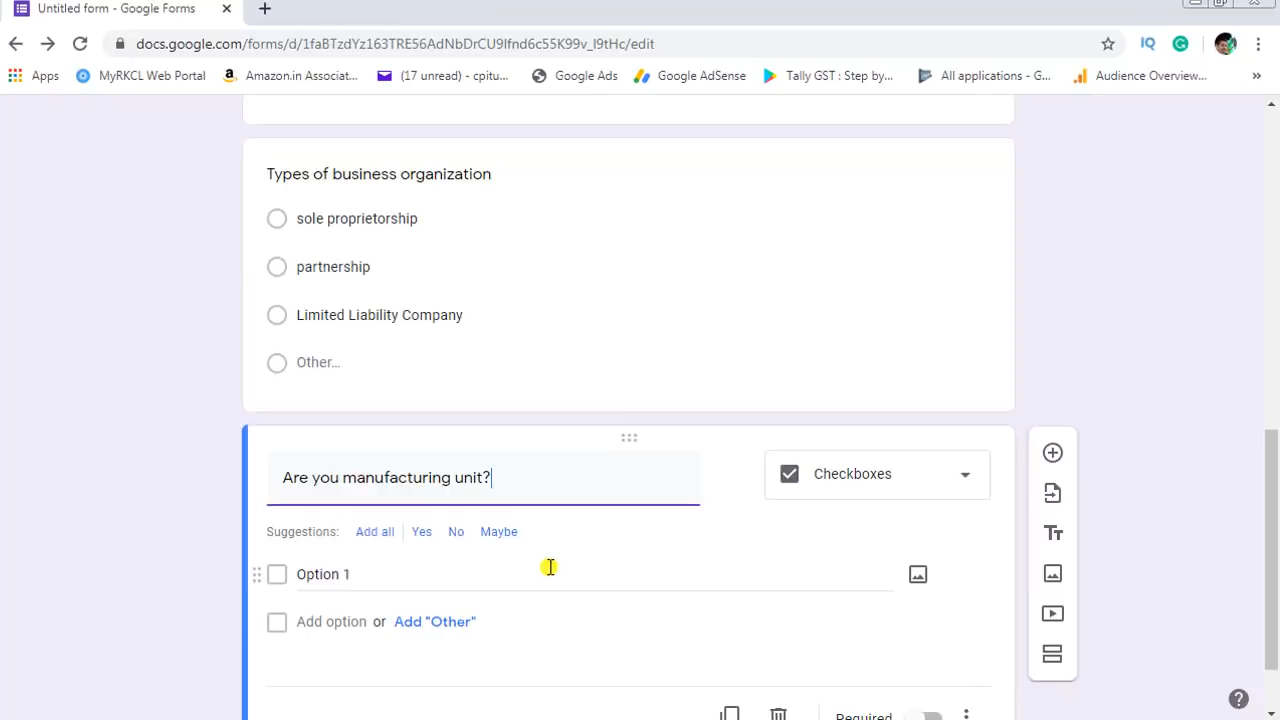 Untitled form - Google Forms
docs.google.com/forms/d/1faBTzdYz163TRE56AdNbDrCU9Ifnd6c55K99v_I9tHc/edit
IQ
Apps MyRKCL Web Portal Amazon.in Associat... (17 unread) - cpitu... Google Ads Google AdSense Tally GST : Step by... All applications - G... Audience Overview...
Types of business organization
sole proprietorship
partnership
Limited Liability Company
Other...
Are you manufacturing unit?
Checkboxes
Suggestions: Add all Yes No Maybe
Option 1
Add option or Add "Other"
Required